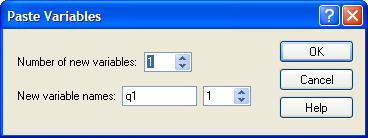 Paste Variables
Number of new variables: 1
OK
Cancel
New variable names: q1 1
Help